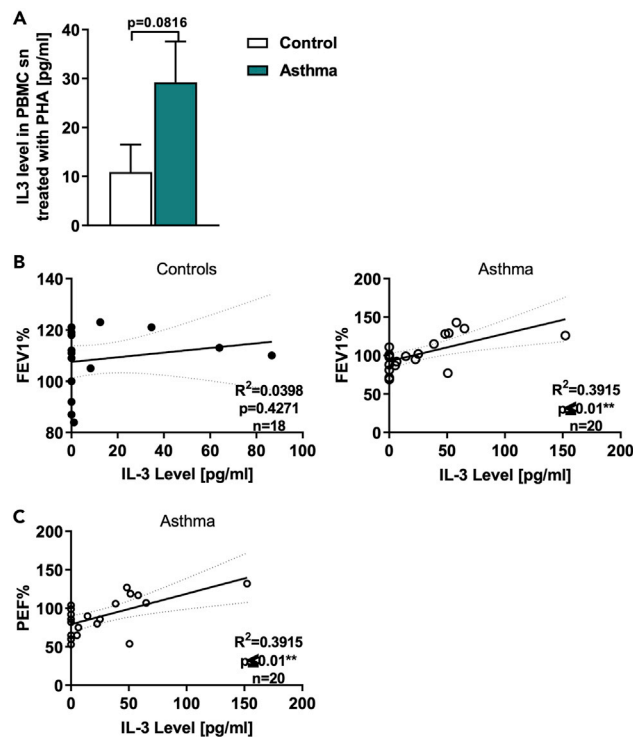 A
p=0.0816
IL3 level in PBMC sn
treated with PHA [pg/ml]
40
30
20
10
0
Control
Asthma
B
Controls
FEV1%
140
120
100
80
0 20 40 60 80 100
IL-3 Level [pg/ml]
R²=0.0398
p=0.4271
n=18
Asthma
FEV1%
200
150
100
50
0
0 50 100 150 200
IL-3 Level [pg/ml]
R²=0.3915
p≤0.01**
n=20
C
Asthma
PEF%
200
150
100
50
0
0 50 100 150 200
IL-3 Level [pg/ml]
R²=0.3915
p≤0.01**
n=20